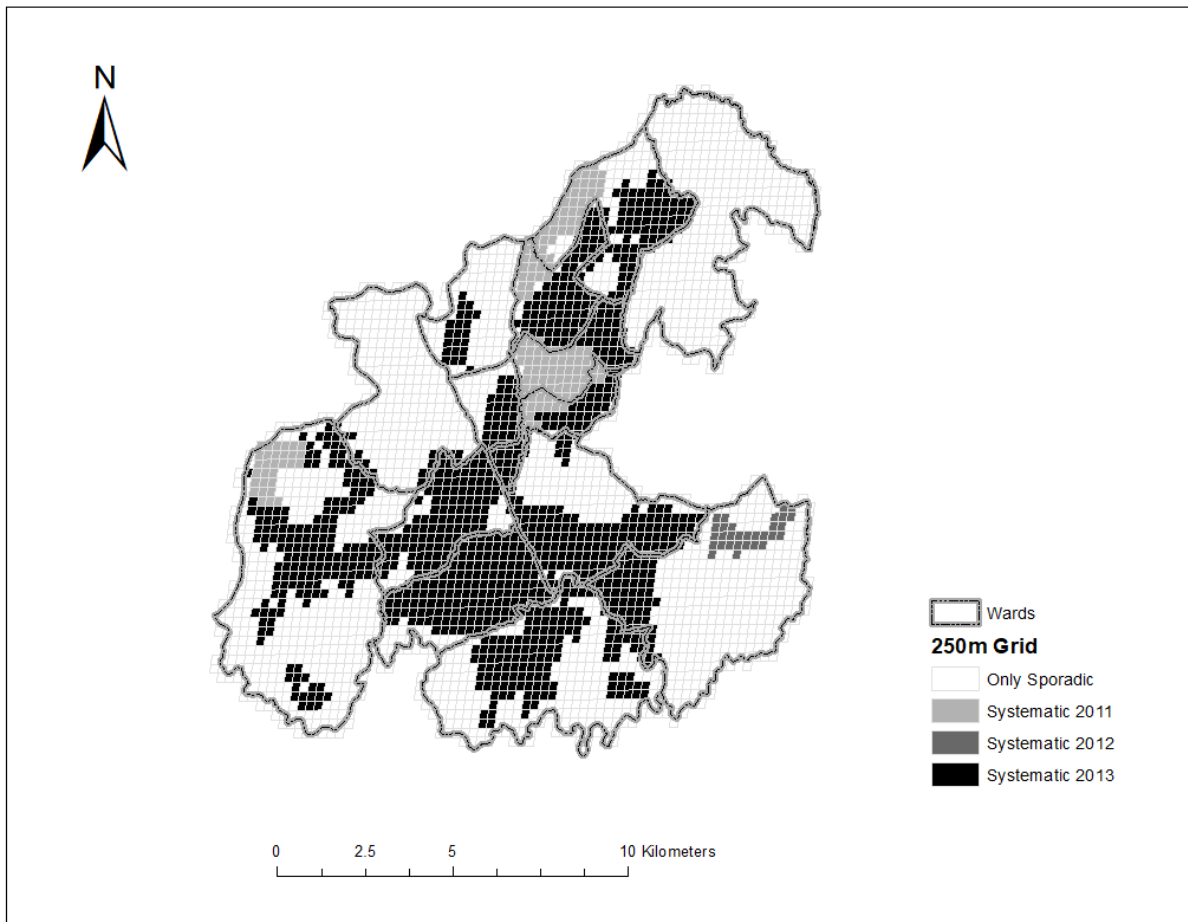 N
Wards
250m Grid
Only Sporadic
Systematic 2011
Systematic 2012
Systematic 2013
0 2.5 5 10 Kilometers